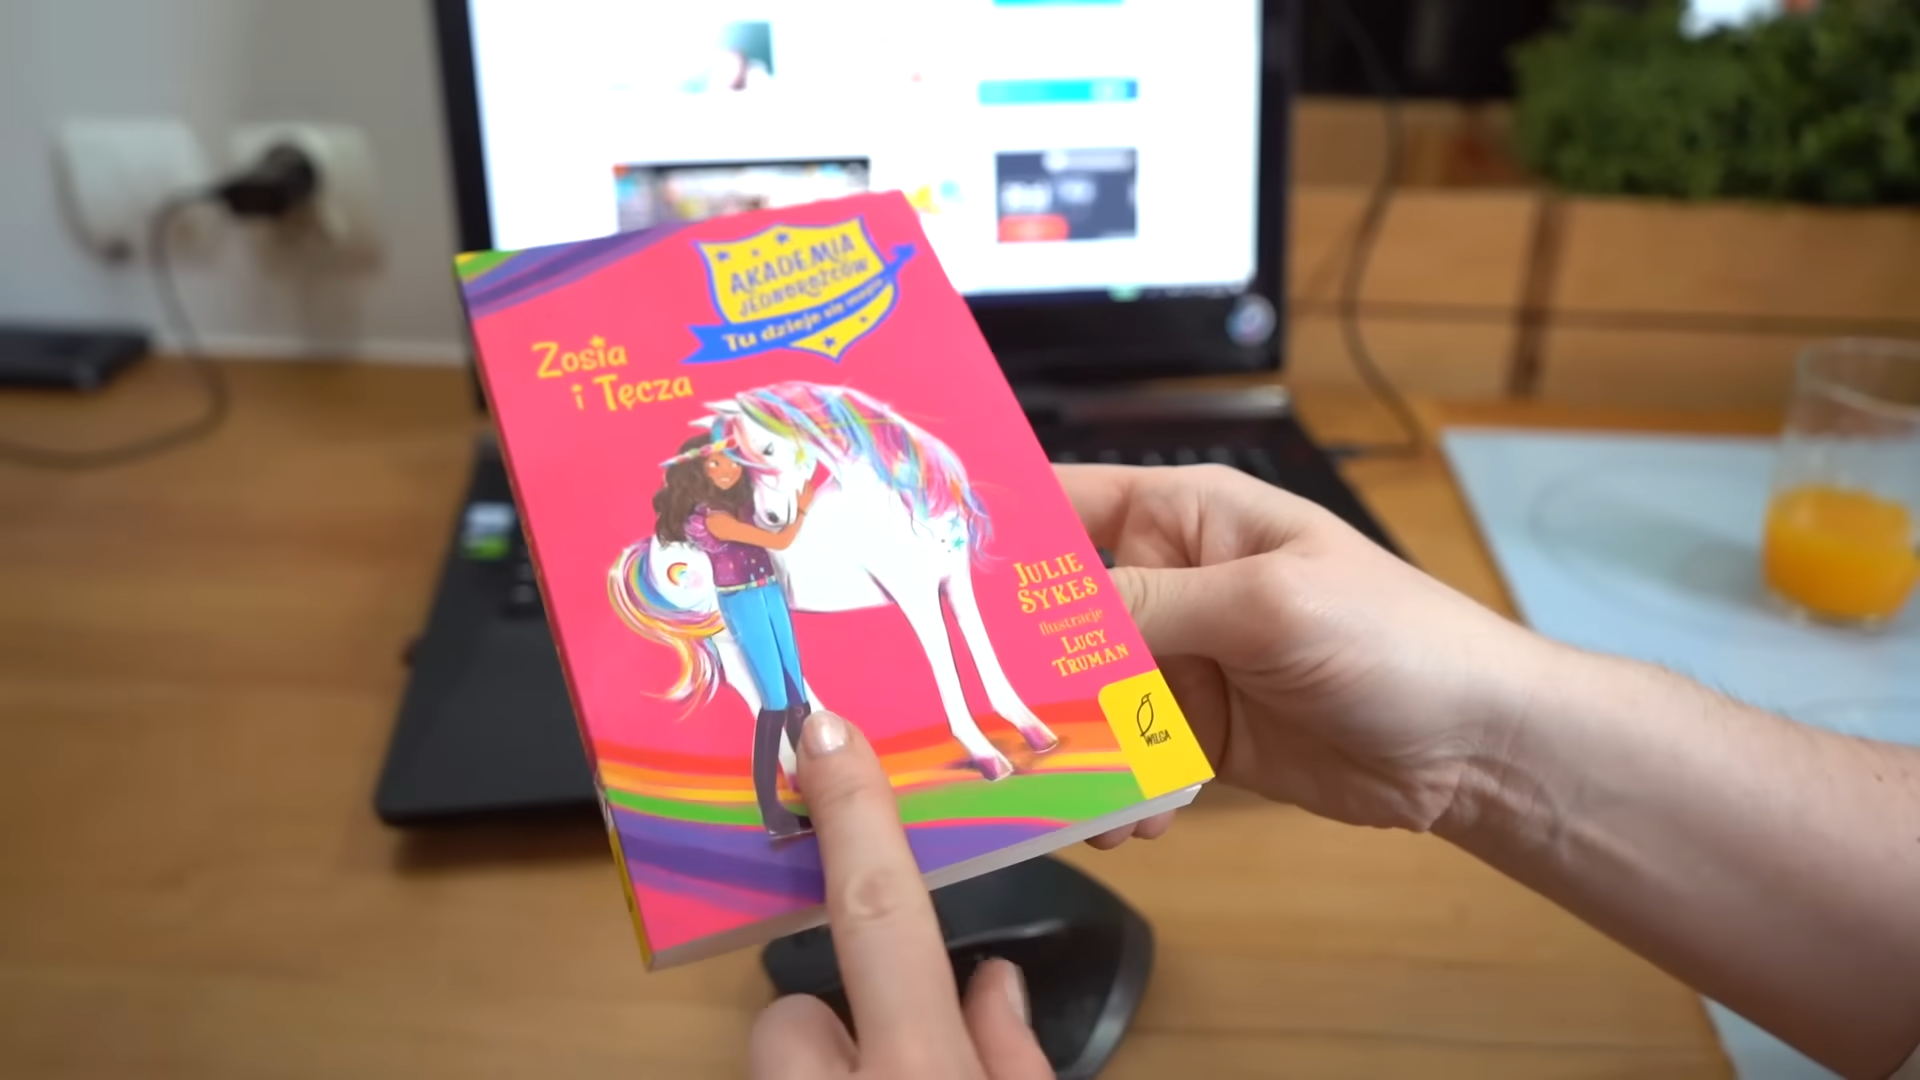 AKADEMIA
JEDNOROŻCÓW
Tu dzieje się magia
Zosia
i Tęcza
JULIE
SYKES
ilustracje
LUCY
TRUMAN
WILGA